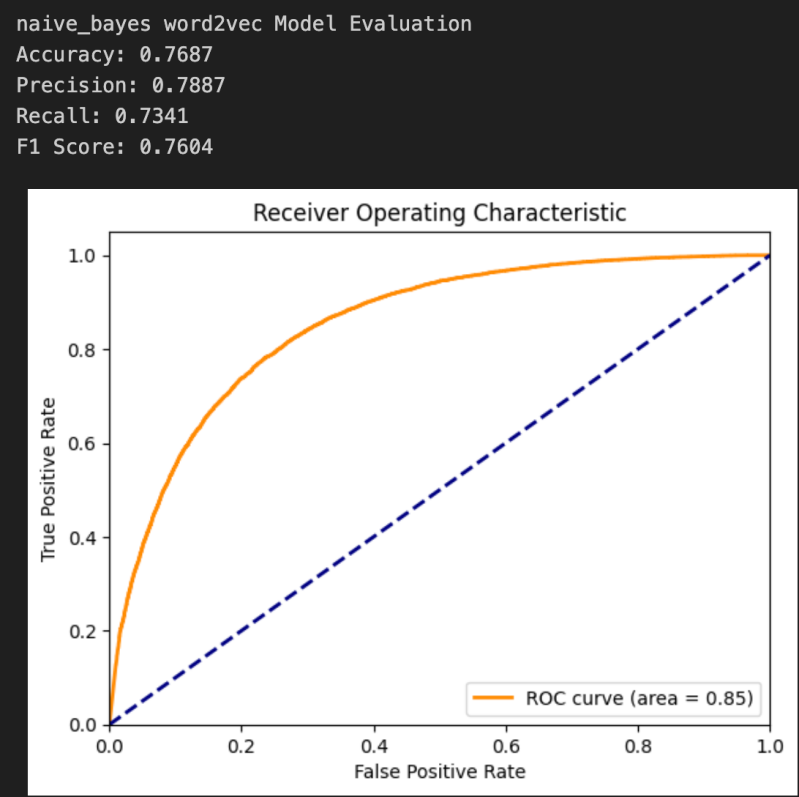 naive_bayes word2vec Model Evaluation
Accuracy: 0.7687
Precision: 0.7887
Recall: 0.7341
F1 Score: 0.7604
Receiver Operating Characteristic
1.0
0.8
0.6
0.4
0.2
0.0
True Positive Rate
ROC curve (area = 0.85)
0.0 0.2 0.4 0.6 0.8 1.0
False Positive Rate